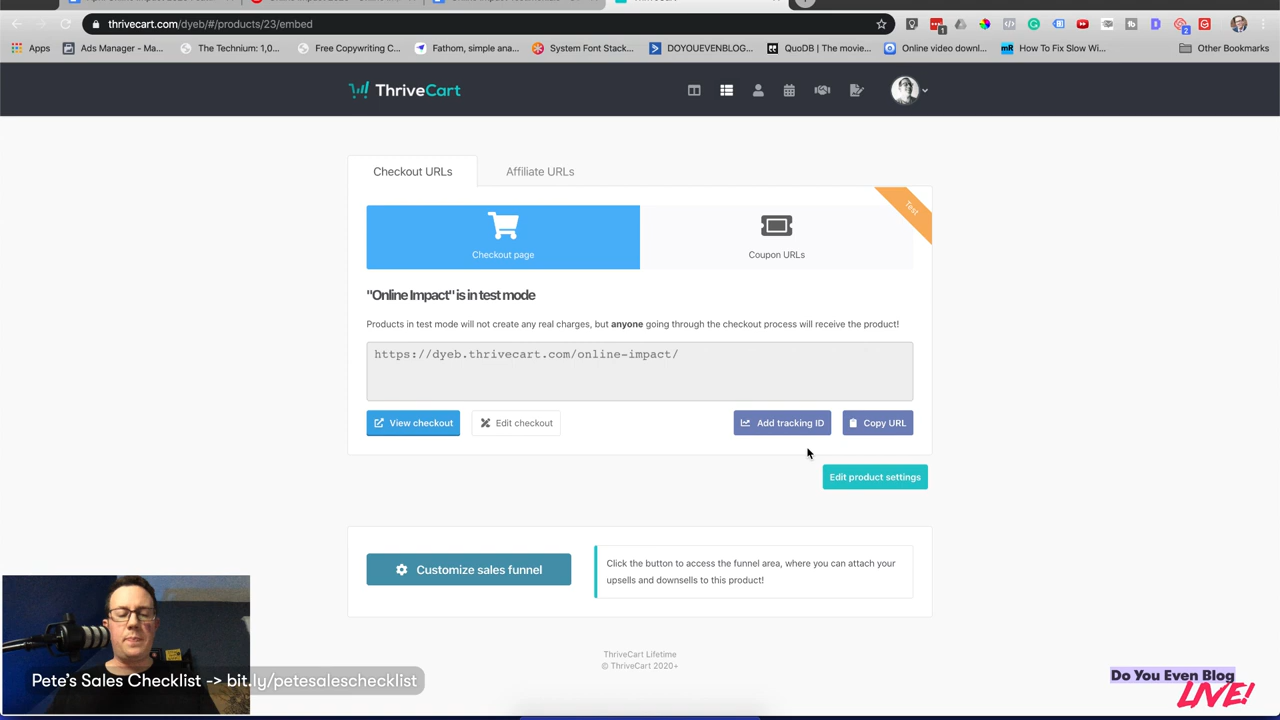 thrivecart.com/dyeb/#/products/23/embed
Apps
Ads Manager - Ma...
The Technium: 1,0...
Free Copywriting C...
Fathom, simple ana...
System Font Stack...
DOYOUEVENBLOG...
QuoDB | The movie...
Online video downl...
How To Fix Slow Wi...
Other Bookmarks
ThriveCart
Checkout URLs
Affiliate URLs
Test
Checkout page
Coupon URLs
"Online Impact" is in test mode
Products in test mode will not create any real charges, but anyone going through the checkout process will receive the product!
https://dyeb.thrivecart.com/online-impact/
View checkout
Edit checkout
Add tracking ID
Copy URL
Edit product settings
Customize sales funnel
Click the button to access the funnel area, where you can attach your
upsells and downsells to this product!
ThriveCart Lifetime
© ThriveCart 2020+
Pete's Sales Checklist -> bit.ly/petesaleschecklist
Do You Even Blog
LIVE!